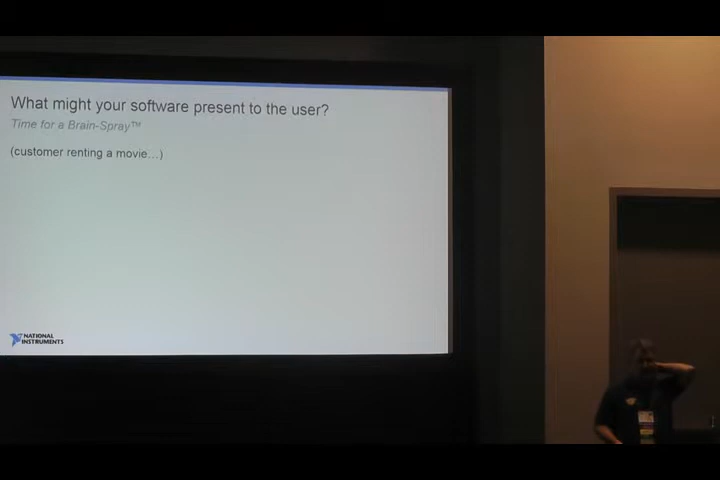 What might your software present to the user?
Time for a Brain-Spray™
(customer renting a movie...)
NATIONAL
INSTRUMENTS